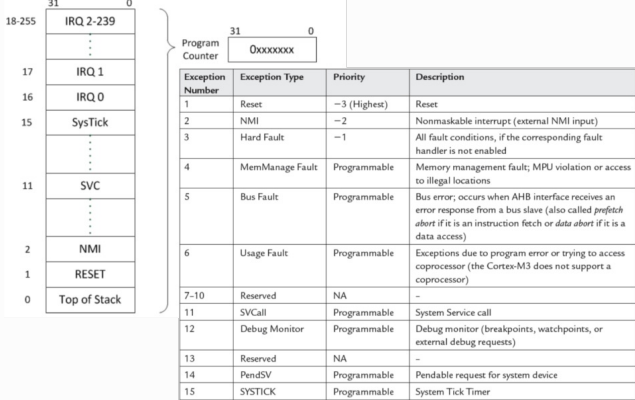 31 0
18-255 IRQ 2-239
17 IRQ 1
16 IRQ 0
15 SysTick
11 SVC
2 NMI
1 RESET
0 Top of Stack
31 0
Program
Counter
0xxxxxxx
Exception Number Exception Type Priority Description
1 Reset −3 (Highest) Reset
2 NMI −2 Nonmaskable interrupt (external NMI input)
3 Hard Fault −1 All fault conditions, if the corresponding fault
handler is not enabled
4 MemManage Fault Programmable Memory management fault; MPU violation or access
to illegal locations
5 Bus Fault Programmable Bus error; occurs when AHB interface receives an
error response from a bus slave (also called prefetch
abort if it is an instruction fetch or data abort if it is a
data access)
6 Usage Fault Programmable Exceptions due to program error or trying to access
coprocessor (the Cortex-M3 does not support a
coprocessor)
7–10 Reserved NA –
11 SVCall Programmable System Service call
12 Debug Monitor Programmable Debug monitor (breakpoints, watchpoints, or
external debug requests)
13 Reserved NA –
14 PendSV Programmable Pendable request for system device
15 SYSTICK Programmable System Tick Timer